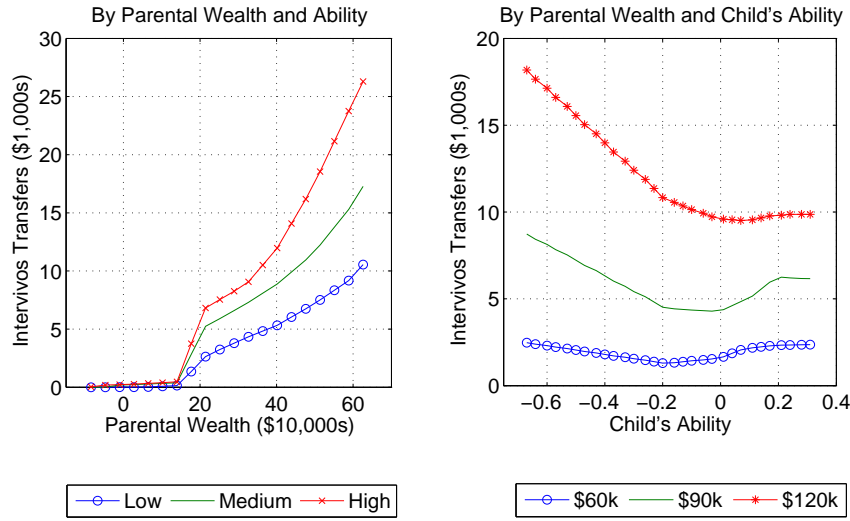 By Parental Wealth and Ability
Intervivos Transfers ($1,000s)
30
25
20
15
10
5
0
0 20 40 60
Parental Wealth ($10,000s)
Low Medium High
By Parental Wealth and Child's Ability
Intervivos Transfers ($1,000s)
20
15
10
5
0
−0.6 −0.4 −0.2 0 0.2 0.4
Child's Ability
$60k $90k $120k